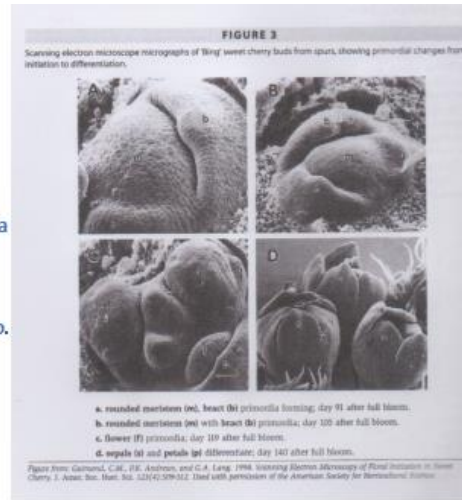 FIGURE 3
Scanning electron microscope micrographs of 'Bing' sweet cherry buds from spurs, showing primordial changes from
initiation to differentiation.
A
b
B
b
m
C
f
D
a
o.
a. rounded meristem (m), bract (b) primordia forming; day 91 after full bloom.
b. rounded meristem (m) with bract (b) primordia; day 105 after full bloom.
c. flower (f) primordia; day 109 after full bloom.
d. sepals (s) and petals (p) differentiate; day 140 after full bloom.
Figure from: Guimond, C.M., P.K. Andrews, and G.A. Lang. 1998. Scanning Electron Microscopy of Floral Initiation in Sweet
Cherry. J. Amer. Soc. Hort. Sci. 123(4):509-512. Used with permission of the American Society for Horticultural Science.